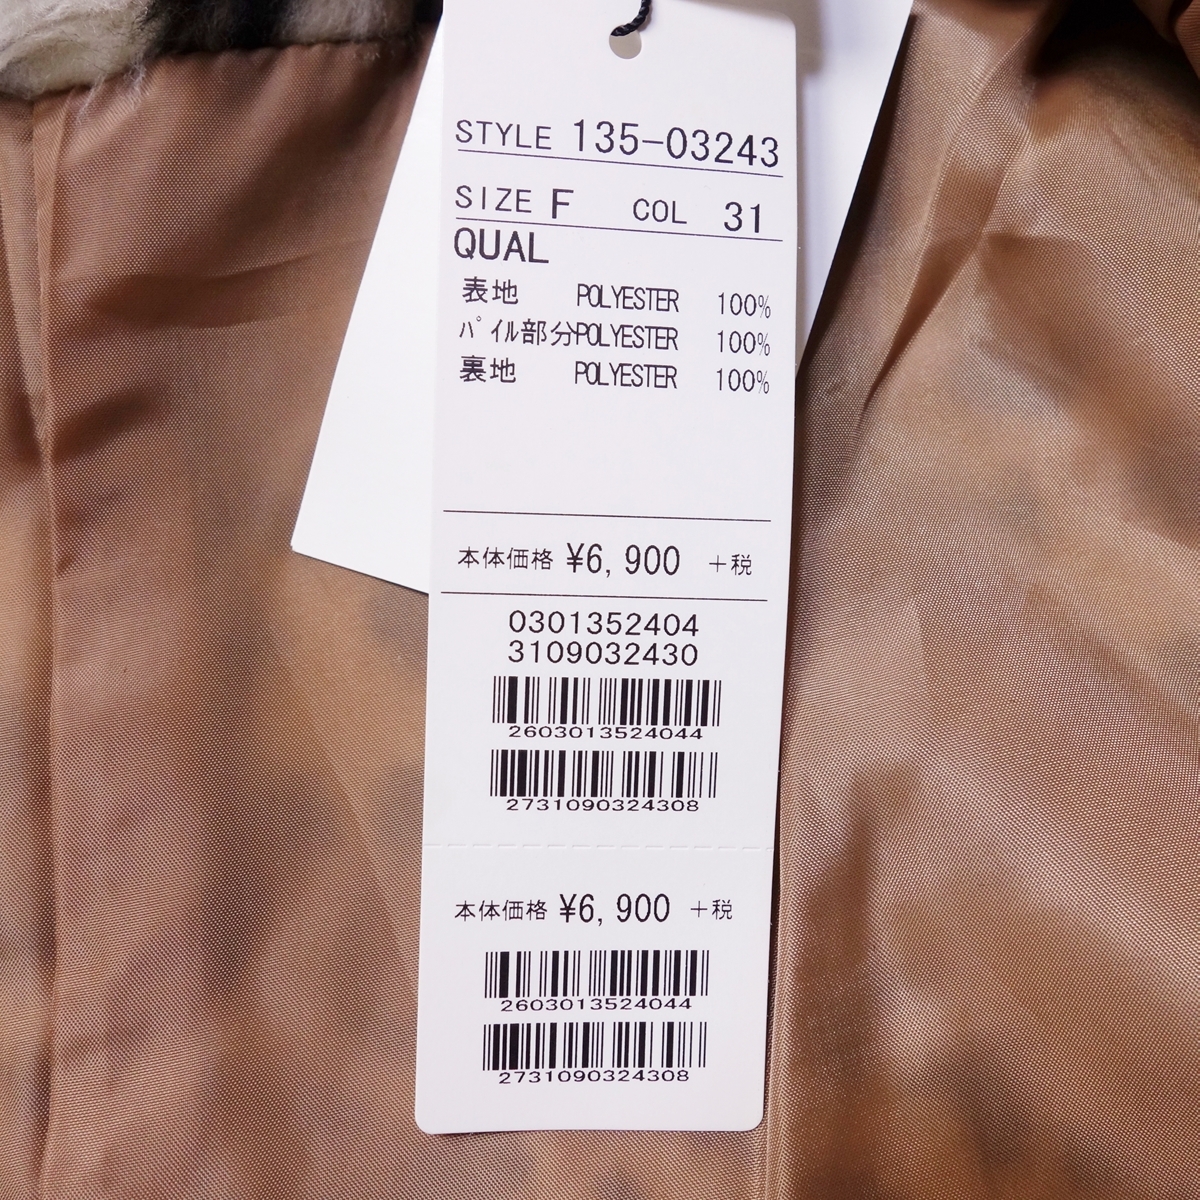 STYLE 135-03243
SIZE F COL 31
QUAL
表地 POLYESTER 100%
ﾊﾟｲﾙ部分POLYESTER 100%
裏地 POLYESTER 100%
本体価格 ¥6,900 +税
0301352404
3109032430
2603013524044
2731090324308
本体価格 ¥6,900 +税
2603013524044
2731090324308